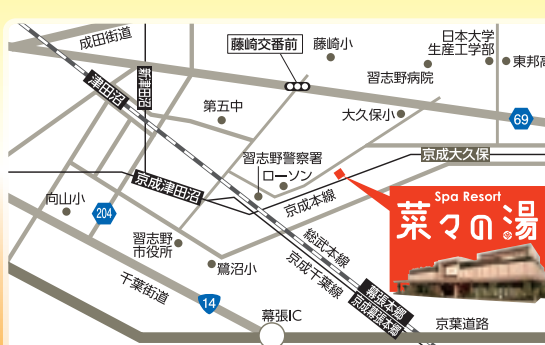 成田街道
藤崎交番前
藤崎小
日本大学
生産工学部
東邦高
習志野病院
津田沼
新津田沼
第五中
大久保小
69
習志野警察署
ローソン
京成大久保
京成津田沼
向山小
204
京成本線
Spa Resort
菜々の湯
習志野
市役所
総武本線
京成千葉線
鷺沼小
千葉街道
14
幕張本郷
京成幕張本郷
幕張IC
京葉道路